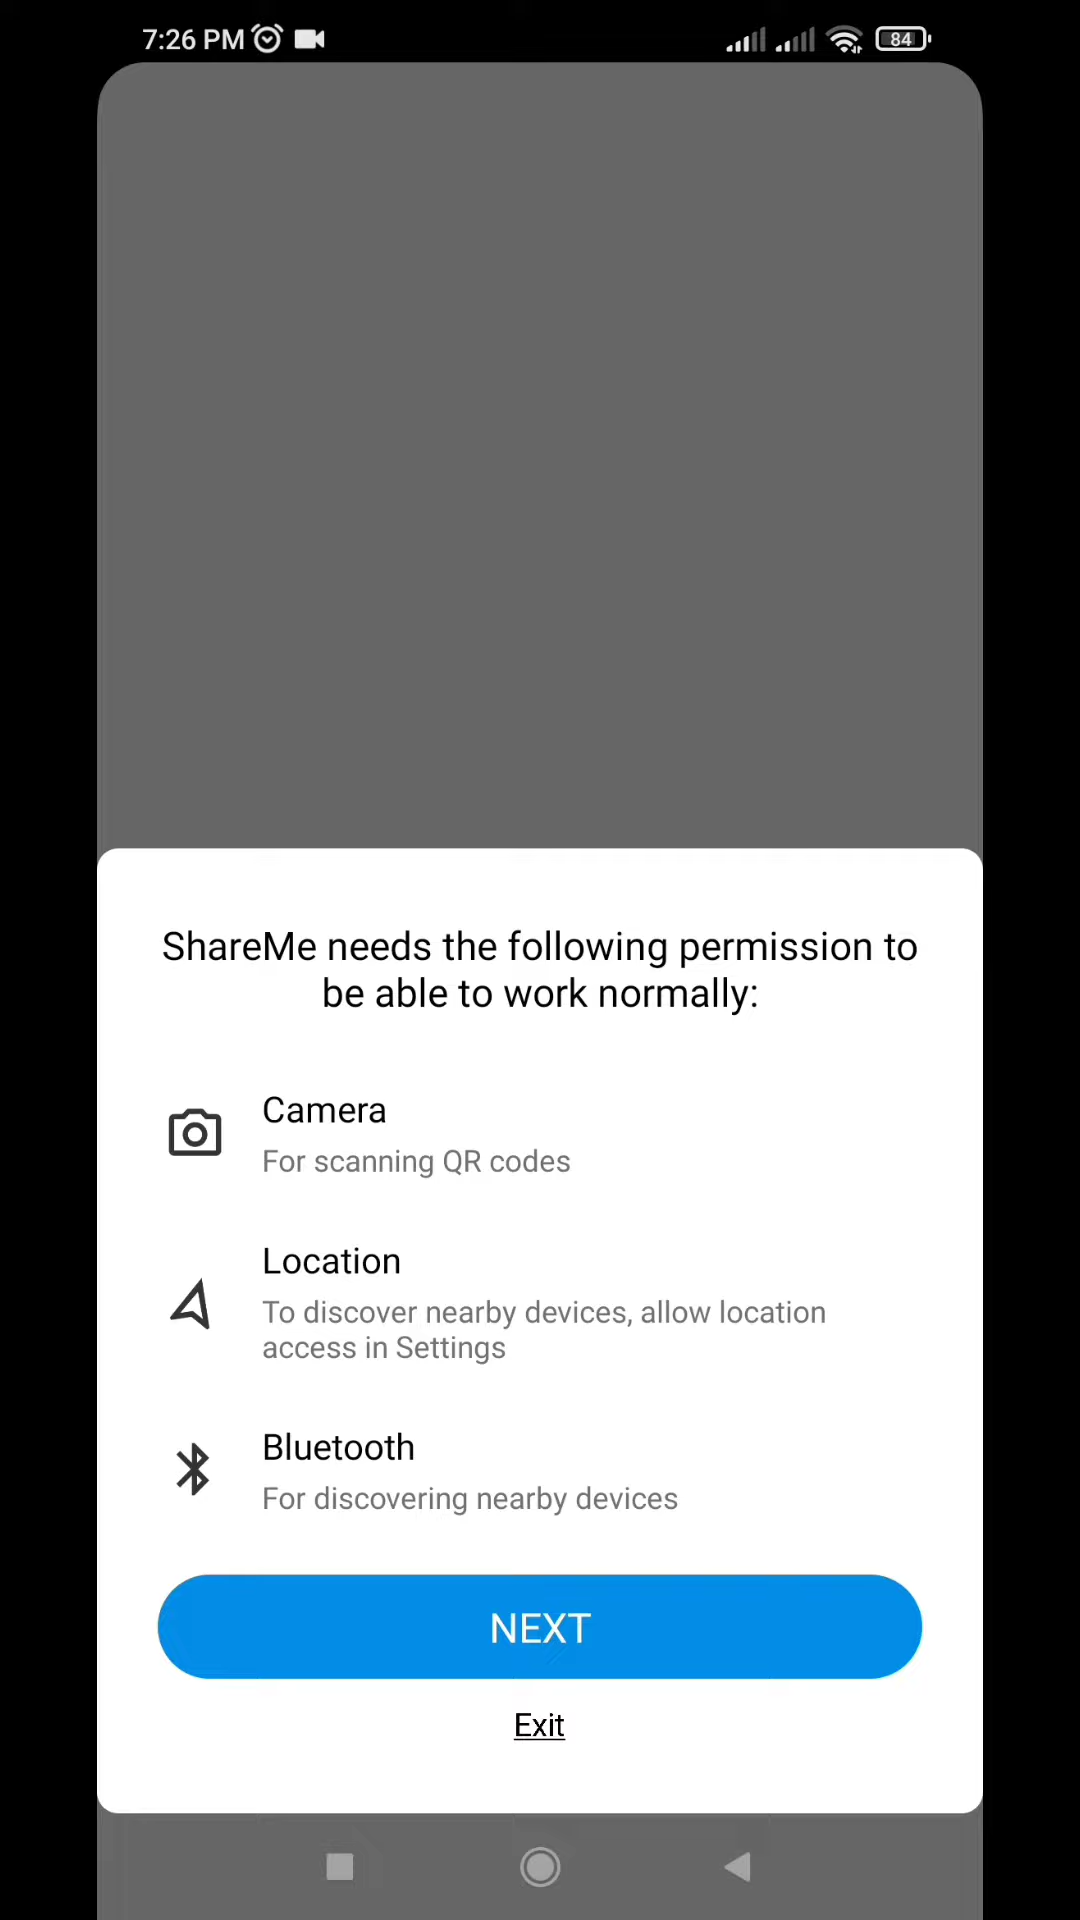 7:26 PM
84
ShareMe needs the following permission to
be able to work normally:
Camera
For scanning QR codes
Location
To discover nearby devices, allow location
access in Settings
Bluetooth
For discovering nearby devices
NEXT
Exit